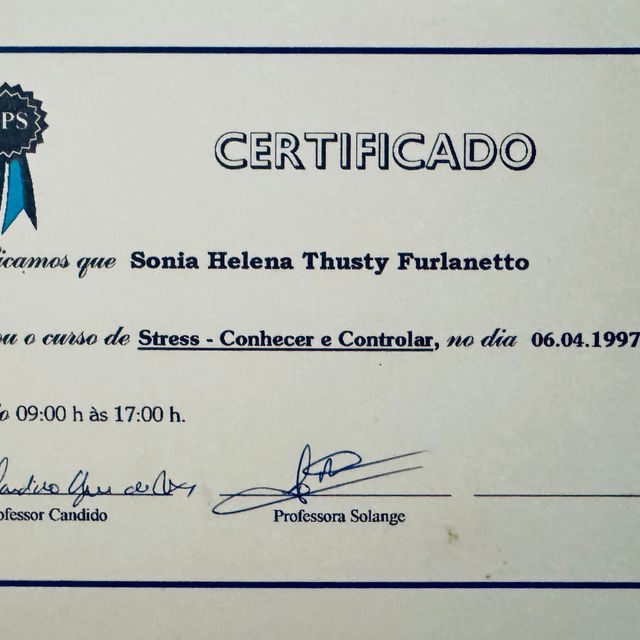 PS
CERTIFICADO
icamos que Sonia Helena Thusty Furlanetto
ou o curso de Stress - Conhecer e Controlar, no dia 06.04.1997
o 09:00 h às 17:00 h.
ofessor Candido
Professora Solange